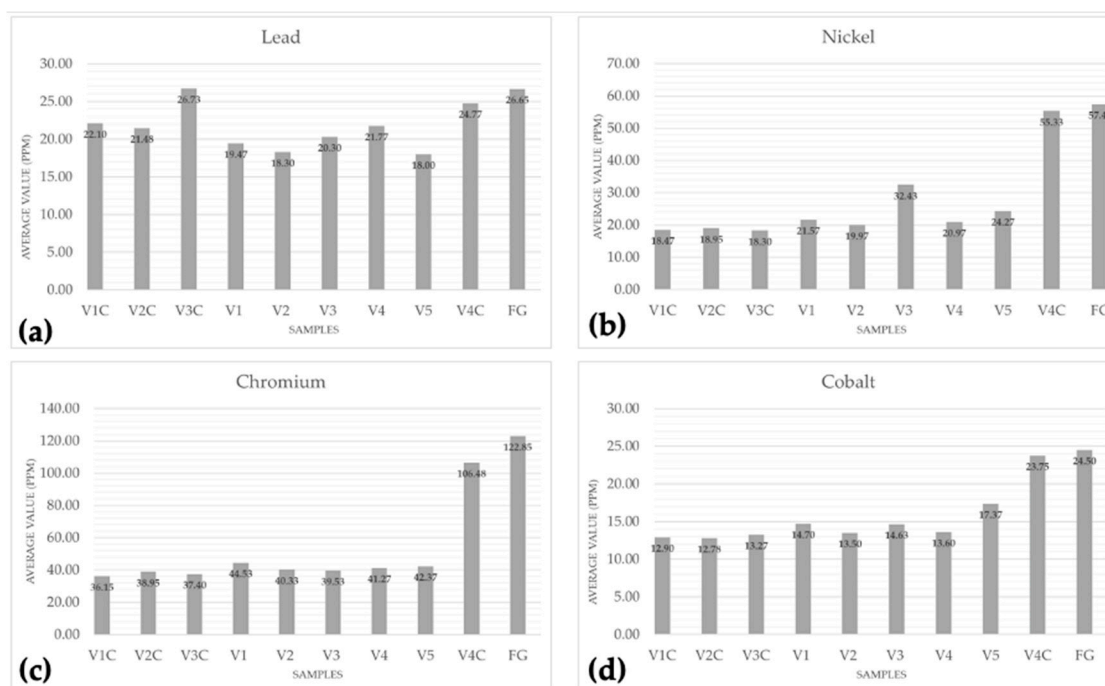 Lead
30.00
25.00
20.00
15.00
10.00
5.00
0.00
AVERAGE VALUE (PPM)
22.10 21.48 26.73 19.47 18.30 20.30 21.77 18.00 24.77 26.65
V1C V2C V3C V1 V2 V3 V4 V5 V4C FG
SAMPLES
(a)
Nickel
70.00
60.00
50.00
40.00
30.00
20.00
10.00
0.00
AVERAGE VALUE (PPM)
18.47 18.95 18.30 21.57 19.97 32.43 20.97 24.27 55.33 57.4
V1C V2C V3C V1 V2 V3 V4 V5 V4C FG
SAMPLES
(b)
Chromium
140.00
120.00
100.00
80.00
60.00
40.00
20.00
0.00
AVERAGE VALUE (PPM)
36.15 38.95 37.40 44.53 40.33 39.53 41.27 42.37 106.48 122.85
V1C V2C V3C V1 V2 V3 V4 V5 V4C FG
SAMPLES
(c)
Cobalt
30.00
25.00
20.00
15.00
10.00
5.00
0.00
AVERAGE VALUE (PPM)
12.90 12.78 13.27 14.70 13.50 14.63 13.60 17.37 23.75 24.50
V1C V2C V3C V1 V2 V3 V4 V5 V4C FG
SAMPLES
(d)